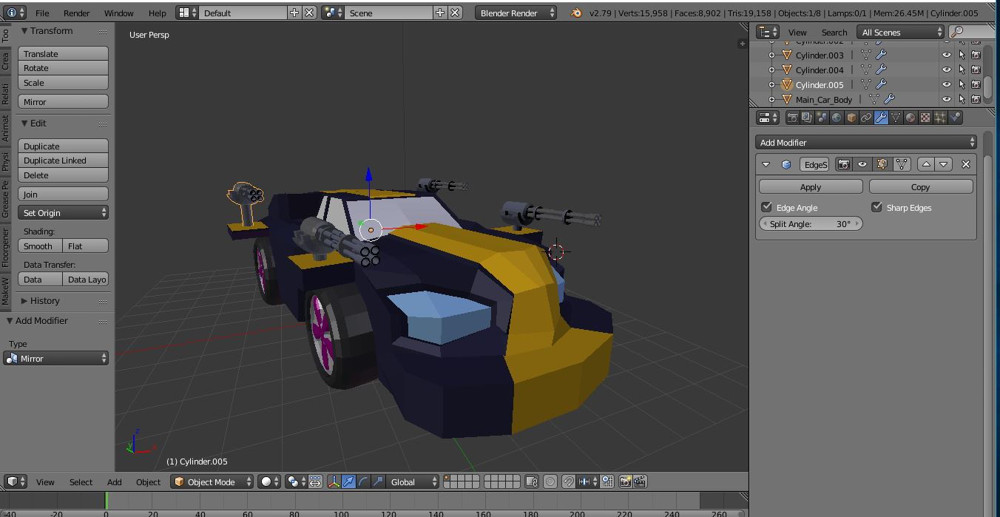 File Render Window Help Default Scene Blender Render v2.79 | Verts:15,958 | Faces:8,902 | Tris:19,158 | Objects:1/8 | Lamps:0/1 | Mem:26.45M | Cylinder.005
Too
Crea
Relati
Animat
Physi
Grease Pe
Floorgener
MakeW
Transform
Translate
Rotate
Scale
Mirror
Edit
Duplicate
Duplicate Linked
Delete
Join
Set Origin
Shading:
Smooth Flat
Data Transfer:
Data Data Layo
History
Add Modifier
Type
Mirror
User Persp
z
y x
(1) Cylinder.005
View Select Add Object Object Mode Global
-40 -20 0 20 40 60 80 100 120 140 160 180 200 220 240 260
View Search All Scenes
Cylinder.002
Cylinder.003
Cylinder.004
Cylinder.005
Main_Car_Body
Add Modifier
EdgeS
Apply Copy
Edge Angle Sharp Edges
Split Angle: 30°